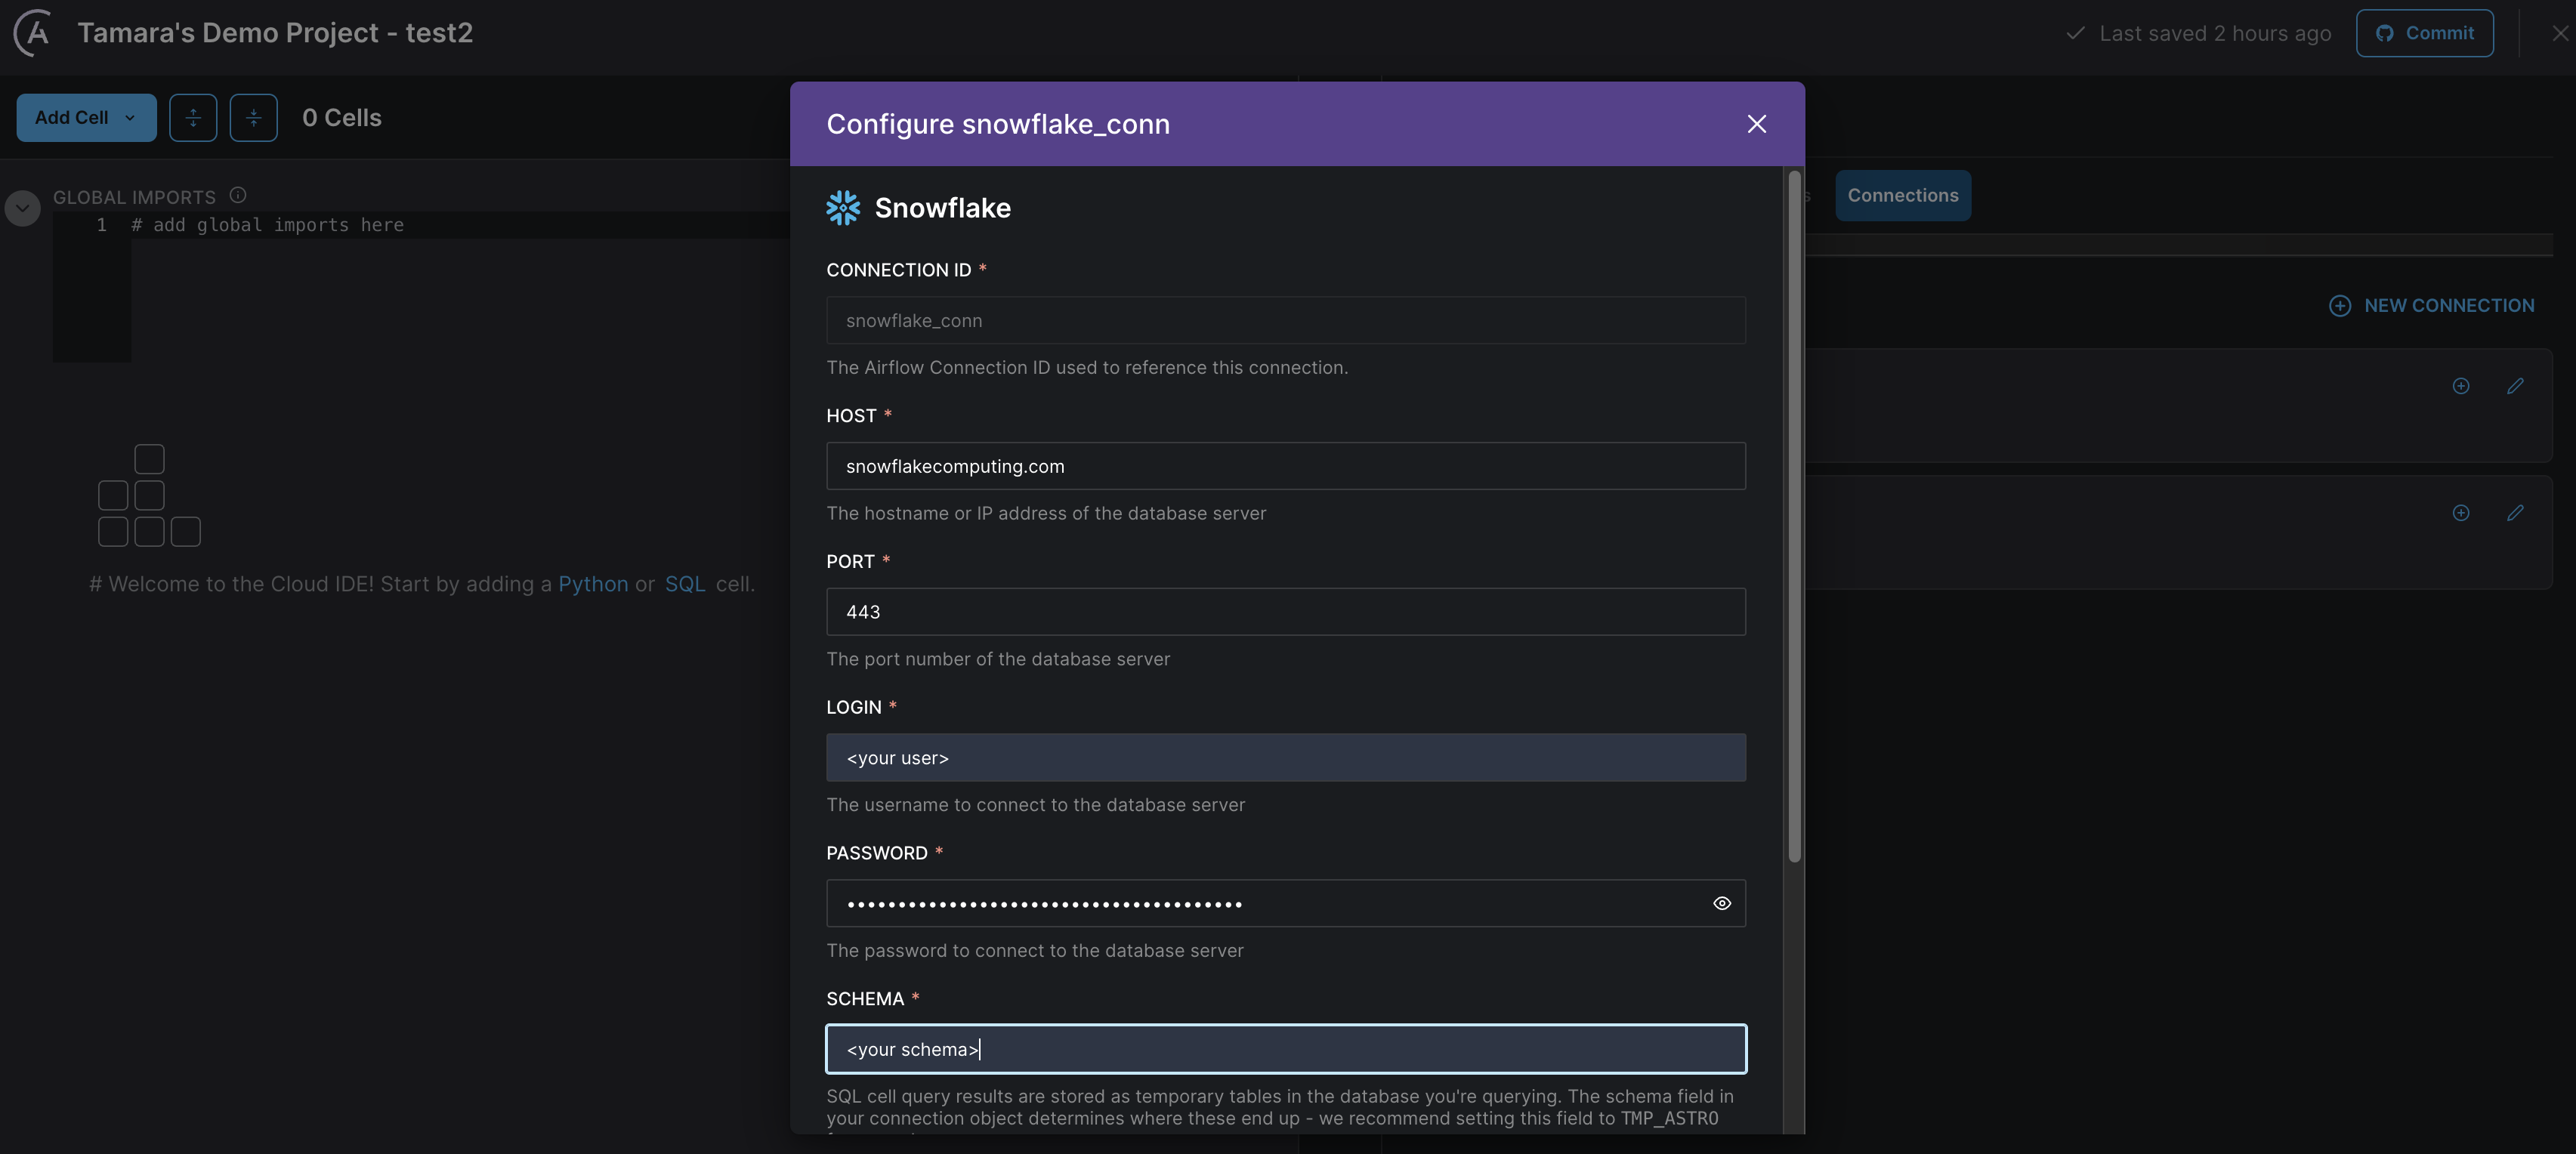 Tamara's Demo Project - test2
Last saved 2 hours ago
Commit
Add Cell
0 Cells
GLOBAL IMPORTS
1 # add global imports here
# Welcome to the Cloud IDE! Start by adding a Python or SQL cell.
Configure snowflake_conn
Snowflake
CONNECTION ID *
snowflake_conn
The Airflow Connection ID used to reference this connection.
HOST *
snowflakecomputing.com
The hostname or IP address of the database server
PORT *
443
The port number of the database server
LOGIN *
<your user>
The username to connect to the database server
PASSWORD *
The password to connect to the database server
SCHEMA *
<your schema>
SQL cell query results are stored as temporary tables in the database you're querying. The schema field in
your connection object determines where these end up - we recommend setting this field to TMP_ASTRO
Connections
NEW CONNECTION